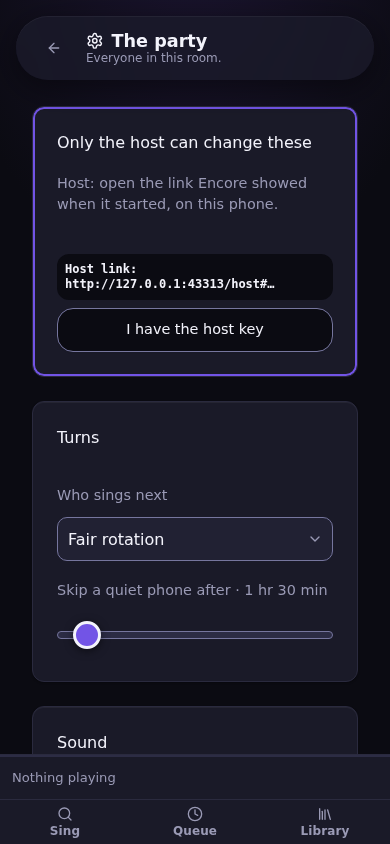 The party
Everyone in this room.
Only the host can change these
Host: open the link Encore showed
when it started, on this phone.
Host link:
http://127.0.0.1:43313/host#…
I have the host key
Turns
Who sings next
Fair rotation
Skip a quiet phone after · 1 hr 30 min
Sound
Nothing playing
Sing Queue Library